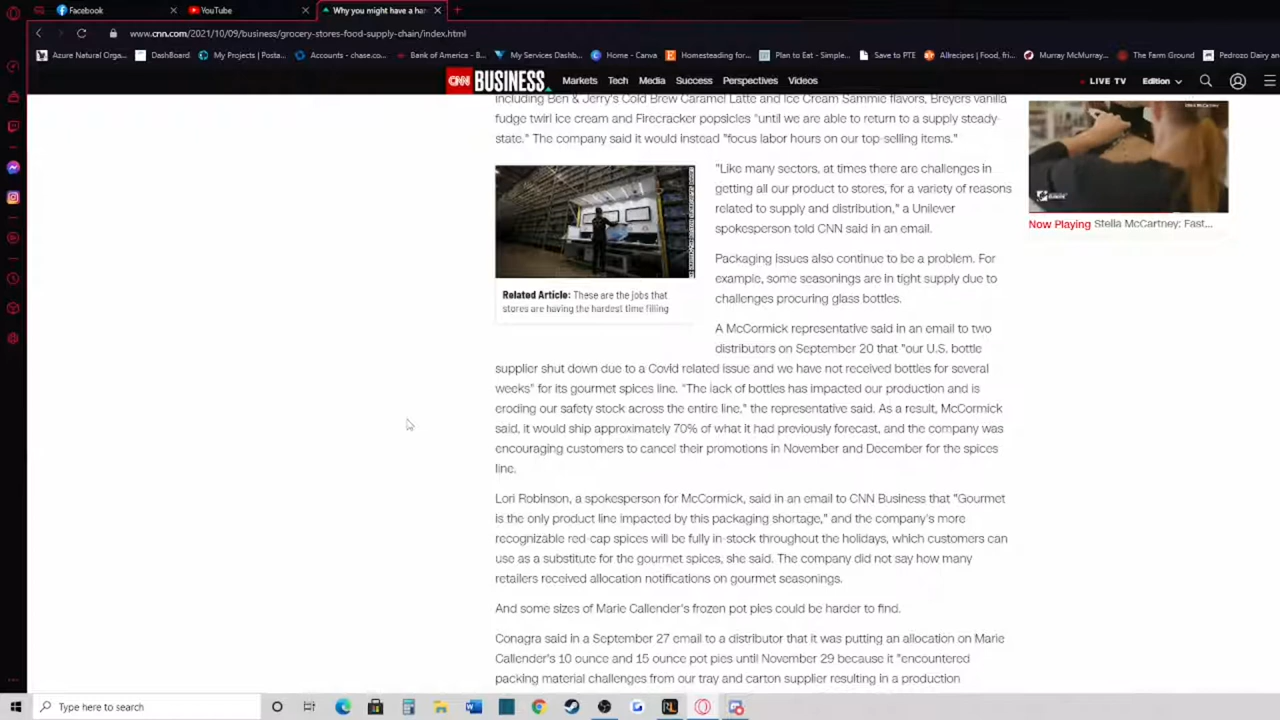 Facebook
YouTube
Why you might have a har
www.cnn.com/2021/10/09/business/grocery-stores-food-supply-chain/index.html
Azure Natural Orga...
DashBoard
My Projects (Posta...
Accounts - chase.co...
Bank of America - B...
My Services Dashb...
Home - Canva
Homesteading for...
Plan to Eat - Simple...
Save to PTE
Allrecipes | Food, fri...
Murray McMurray...
The Farm Ground
Pedrozo Dairy and
CNN BUSINESS
Markets Tech Media Success Perspectives Videos
LIVE TV Edition
including Ben & Jerry's Cold Brew Caramel Latte and Ice Cream Sammie flavors, Breyers vanilla
fudge twirl ice cream and Firecracker popsicles "until we are able to return to a supply steady-
state." The company said it would instead "focus labor hours on our top-selling items."
Related Article: These are the jobs that
stores are having the hardest time filling
"Like many sectors, at times there are challenges in
getting all our product to stores, for a variety of reasons
related to supply and distribution," a Unilever
spokesperson told CNN said in an email.
Packaging issues also continue to be a problem. For
example, some seasonings are in tight supply due to
challenges procuring glass bottles.
A McCormick representative said in an email to two
distributors on September 20 that "our U.S. bottle
supplier shut down due to a Covid related issue and we have not received bottles for several
weeks" for its gourmet spices line. "The lack of bottles has impacted our production and is
eroding our safety stock across the entire line," the representative said. As a result, McCormick
said, it would ship approximately 70% of what it had previously forecast, and the company was
encouraging customers to cancel their promotions in November and December for the spices
line.
Lori Robinson, a spokesperson for McCormick, said in an email to CNN Business that "Gourmet
is the only product line impacted by this packaging shortage," and the company's more
recognizable red-cap spices will be fully in-stock throughout the holidays, which customers can
use as a substitute for the gourmet spices, she said. The company did not say how many
retailers received allocation notifications on gourmet seasonings.
And some sizes of Marie Callender's frozen pot pies could be harder to find.
Conagra said in a September 27 email to a distributor that it was putting an allocation on Marie
Callender's 10 ounce and 15 ounce pot pies until November 29 because it "encountered
packing material challenges from our tray and carton supplier resulting in a production
Now Playing Stella McCartney: Fast...
Type here to search